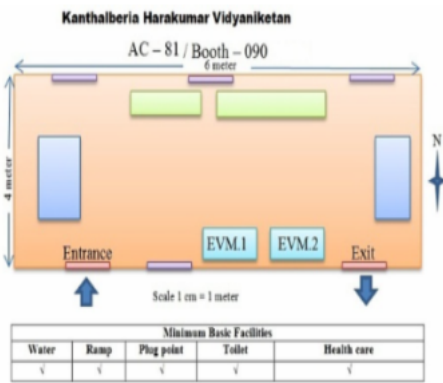 Kanthalberia Harakumar Vidyaniketan
AC – 81 / Booth – 090
6 meter
4 meter
N
EVM.1 EVM.2
Entrance Exit
Scale 1 cm = 1 meter
Minimum Basic Facilities
Water Ramp Plug point Toilet Health care
√ √ √ √ √